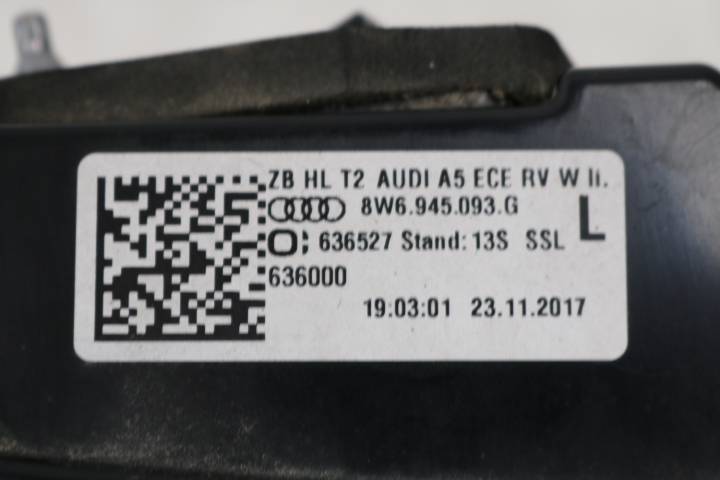 ZB HL T2 AUDI A5 ECE RV W li.
8W6.945.093.G
L
O: 636527 Stand: 13S SSL
636000
19:03:01 23.11.2017